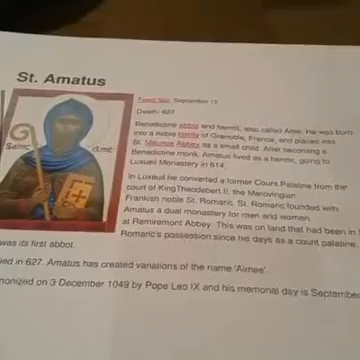 St. Amatus
Feast day: September 13
Death: 627
Benedictine abbot and hermit, also called Ame. He was born
into a noble family of Grenoble, France, and placed into
St. Maurice Abbey as a small child. After becoming a
Benedictine monk, Amatus lived as a hermit, going to
Luxueil Monastery in 614.
In Luxueil he converted a former Count Palatine from the
court of King Theodebert II, the Merovingian
Frankish noble St. Romaric. St. Romaric founded with
Amatus a dual monastery for men and women
at Remiremont Abbey. This was on land that had been in
Romaric's possession since his days as a count palatine.
was its first abbot.
ied in 627. Amatus has created variations of the name 'Aimee'.
nonized on 3 December 1049 by Pope Leo IX and his memorial day is September
Sainc Amé